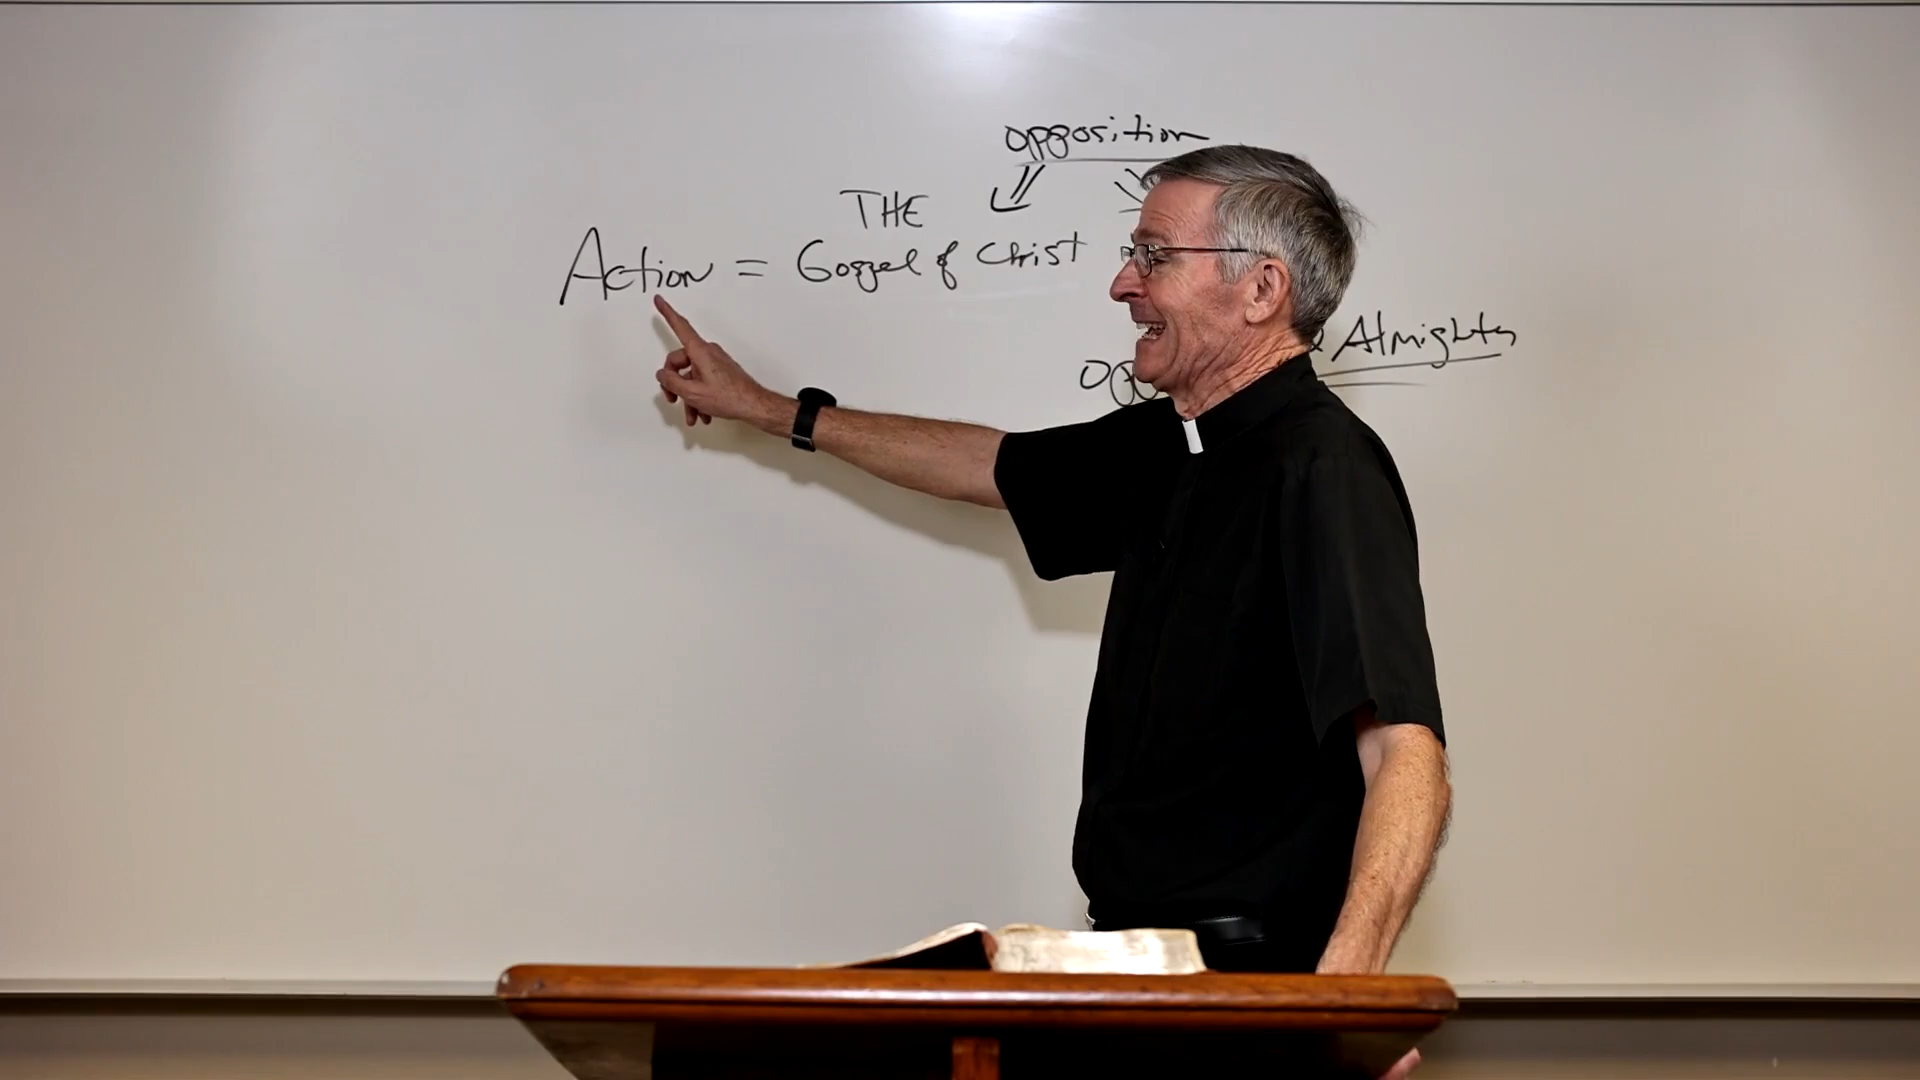 opposition
THE
Action = Gospel of Christ
Almighty